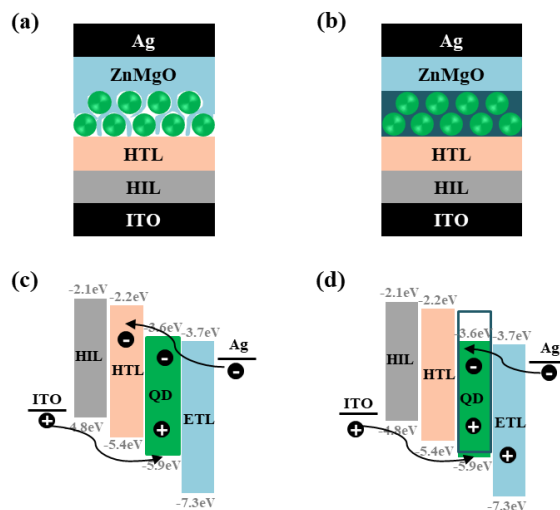 (a)
Ag
ZnMgO
HTL
HIL
ITO
(b)
Ag
ZnMgO
HTL
HIL
ITO
(c)
-2.1eV
-2.2eV
-3.6eV
-3.7eV
Ag
HIL
HTL
QD
ETL
ITO
-4.8eV
-5.4eV
-5.9eV
-7.3eV
(d)
-2.1eV
-2.2eV
-3.6eV
-3.7eV
Ag
HIL
HTL
QD
ETL
ITO
-4.8eV
-5.4eV
-5.9eV
-7.3eV